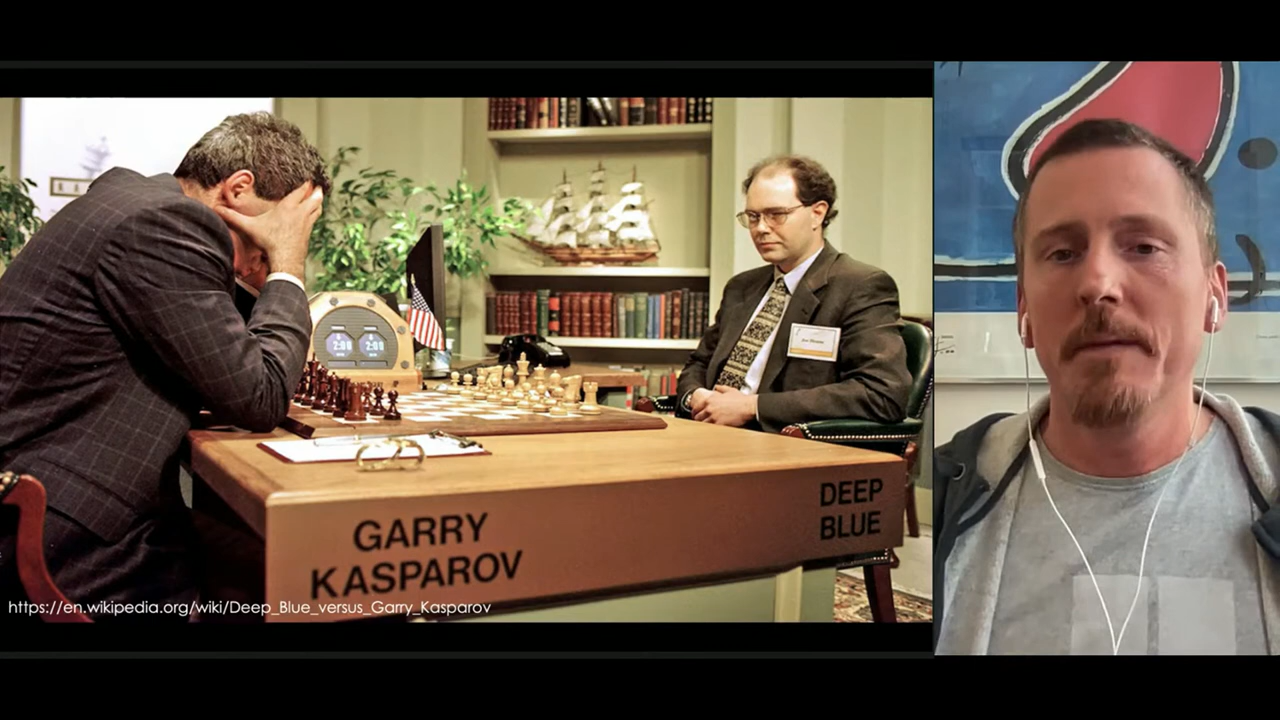 GARRY
KASPAROV
DEEP
BLUE
https://en.wikipedia.org/wiki/Deep_Blue_versus_Garry_Kasparov